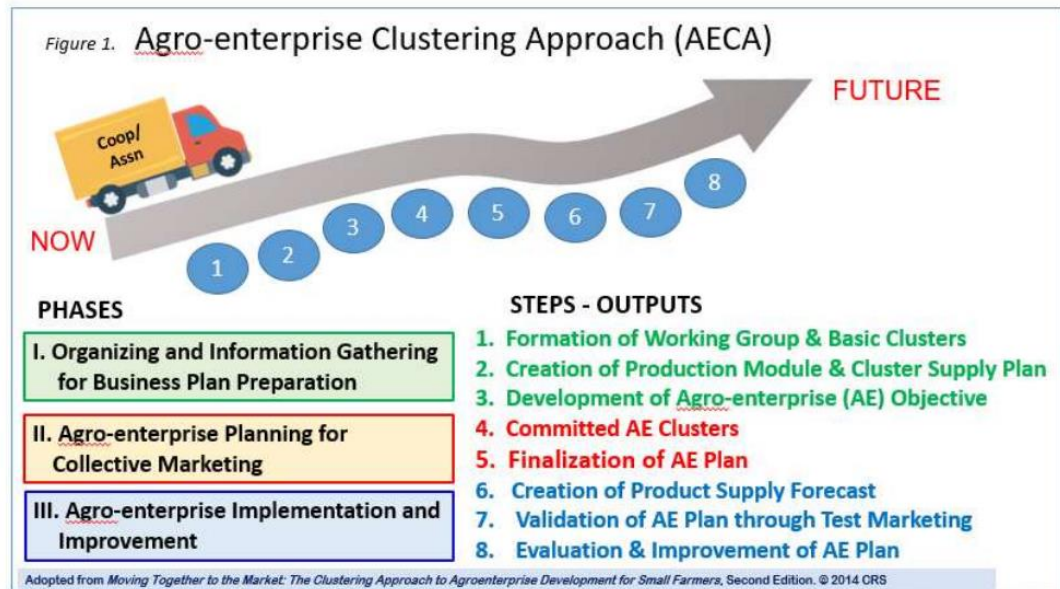 Figure 1. Agro-enterprise Clustering Approach (AECA)
Coop/
Assn
FUTURE
NOW
1
2
3
4
5
6
7
8
PHASES
I. Organizing and Information Gathering
for Business Plan Preparation
II. Agro-enterprise Planning for
Collective Marketing
III. Agro-enterprise Implementation and
Improvement
STEPS - OUTPUTS
1. Formation of Working Group & Basic Clusters
2. Creation of Production Module & Cluster Supply Plan
3. Development of Agro-enterprise (AE) Objective
4. Committed AE Clusters
5. Finalization of AE Plan
6. Creation of Product Supply Forecast
7. Validation of AE Plan through Test Marketing
8. Evaluation & Improvement of AE Plan
Adopted from Moving Together to the Market: The Clustering Approach to Agroenterprise Development for Small Farmers, Second Edition. @ 2014 CRS